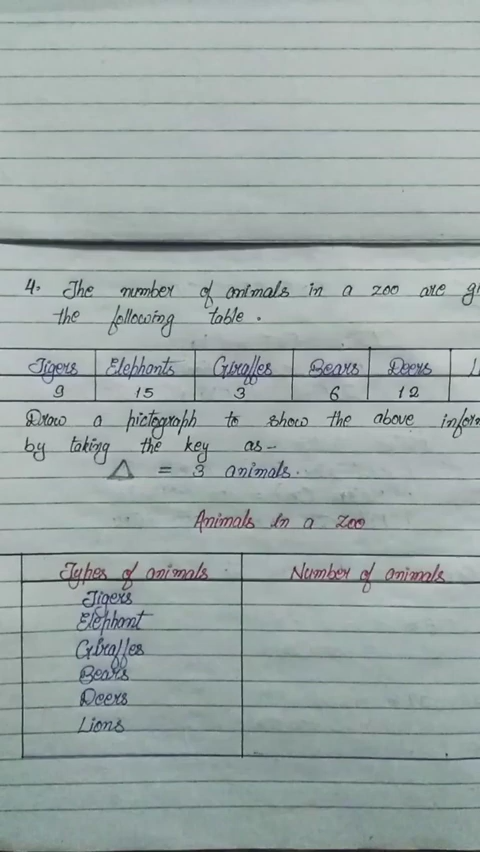 4. The number of animals in a zoo are
the following table.
Tigers Elephants Giraffes Bears Deers
9 15 3 6 12
Draw a pictograph to show the above
by taking the key as-
△ = 3 animals.
Animals in a zoo
Types of animals Number of animals
Tigers
Elephant
Giraffes
Bears
Deers
Lions